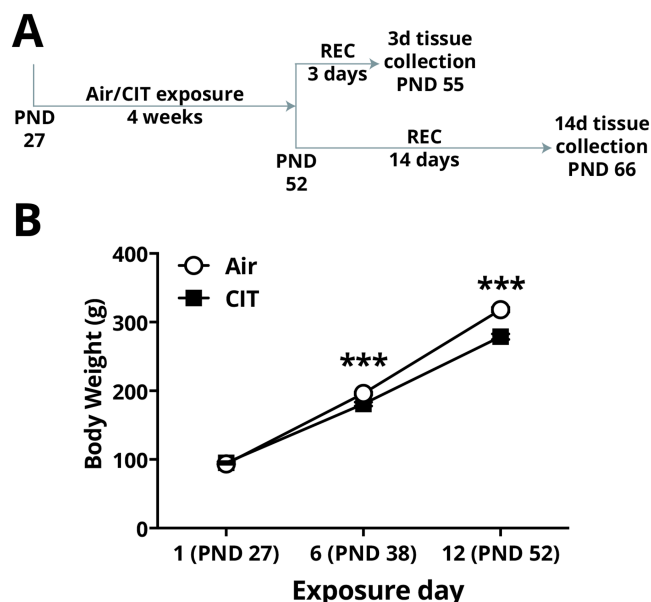 A
Air/CIT exposure
4 weeks
PND
27
REC
3 days
3d tissue
collection
PND 55
PND
52
REC
14 days
14d tissue
collection
PND 66
B
Body Weight (g)
400
300
200
100
0
Air
CIT
***
***
1 (PND 27)
6 (PND 38)
12 (PND 52)
Exposure day